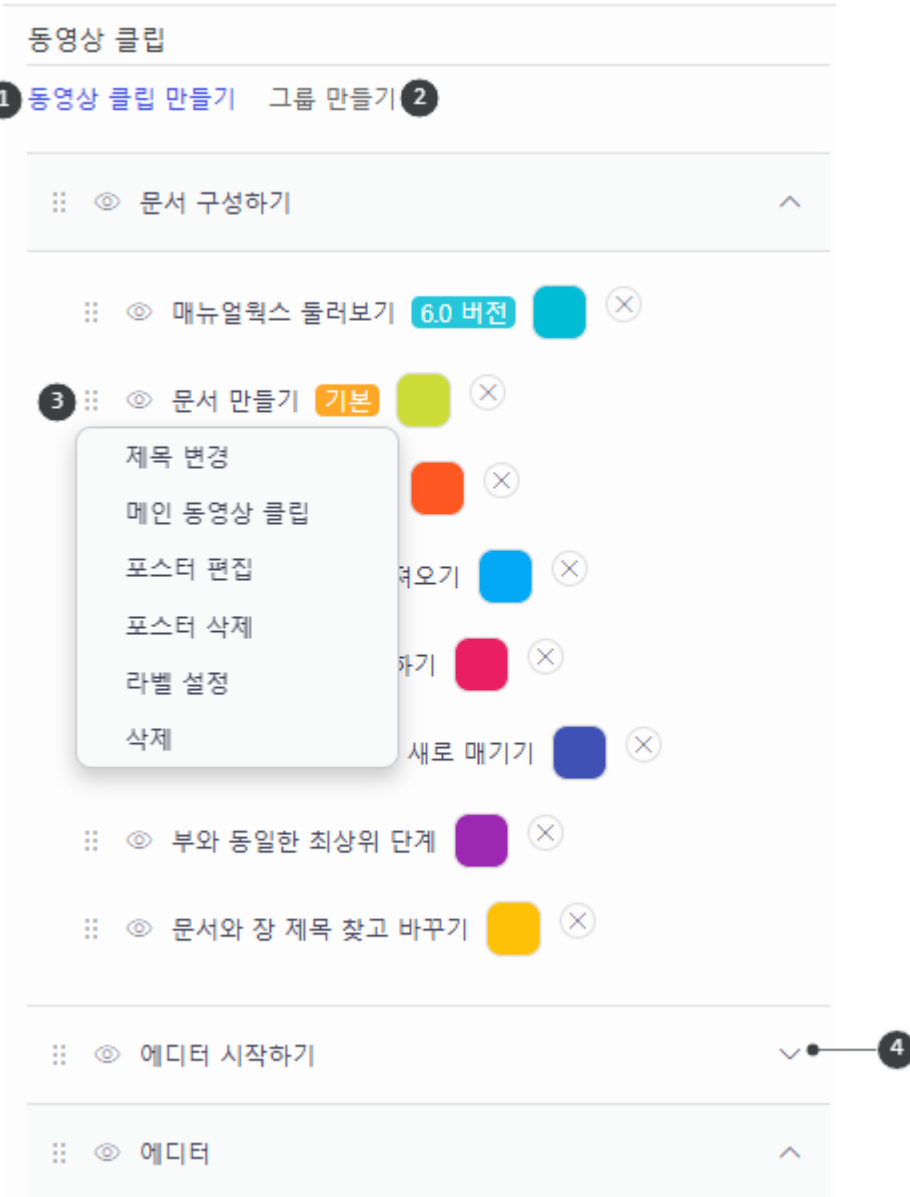 동영상 클립
1 동영상 클립 만들기 그룹 만들기 2
문서 구성하기
매뉴얼웍스 둘러보기 6.0 버전
3 문서 만들기 기본
제목 변경
메인 동영상 클립
포스터 편집
져오기
포스터 삭제
하기
라벨 설정
삭제
새로 매기기
부와 동일한 최상위 단계
문서와 장 제목 찾고 바꾸기
에디터 시작하기 4
에디터